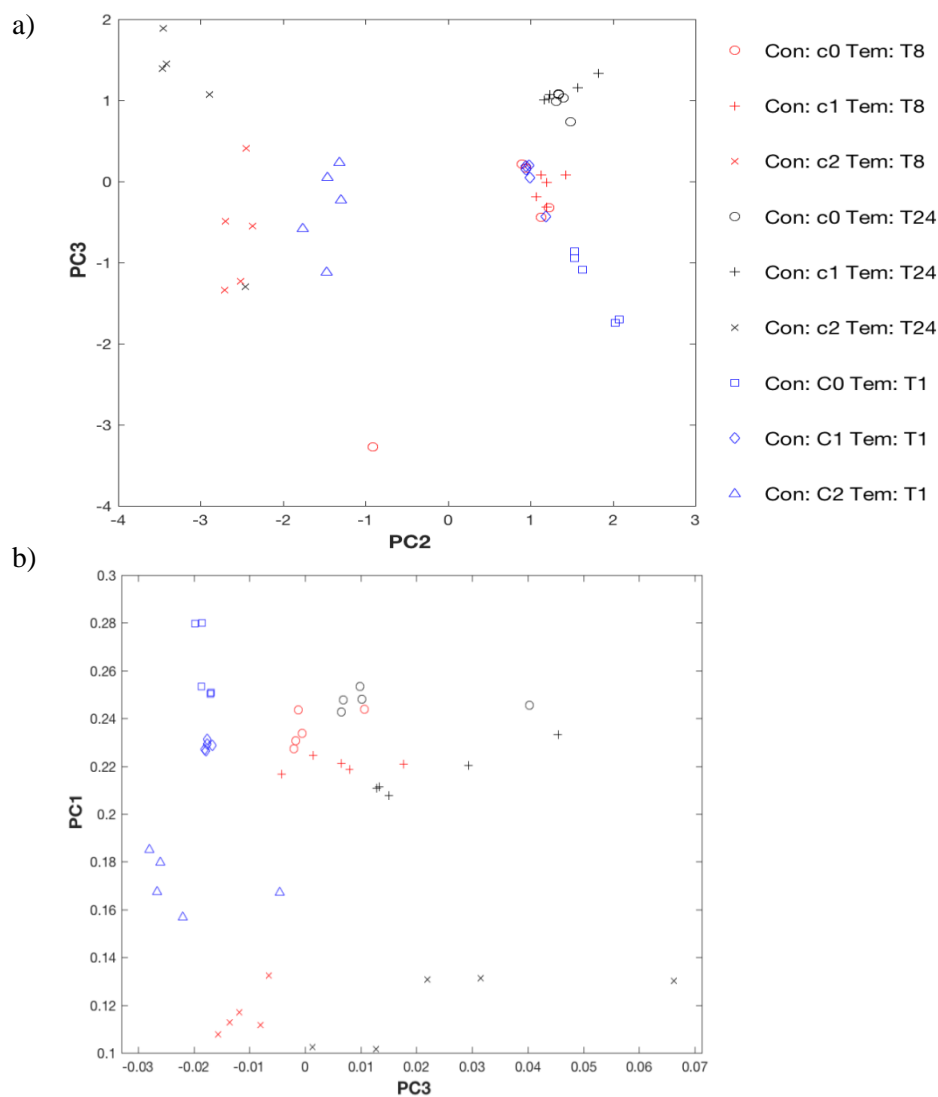 a)
2
1
0
-1
-2
-3
-4
PC3
-4
-3
-2
-1
0
1
2
3
PC2
Con: c0 Tem: T8
Con: c1 Tem: T8
Con: c2 Tem: T8
Con: c0 Tem: T24
Con: c1 Tem: T24
Con: c2 Tem: T24
Con: C0 Tem: T1
Con: C1 Tem: T1
Con: C2 Tem: T1
b)
0.3
0.28
0.26
0.24
0.22
0.2
0.18
0.16
0.14
0.12
0.1
PC1
-0.03
-0.02
-0.01
0
0.01
0.02
0.03
0.04
0.05
0.06
0.07
PC3